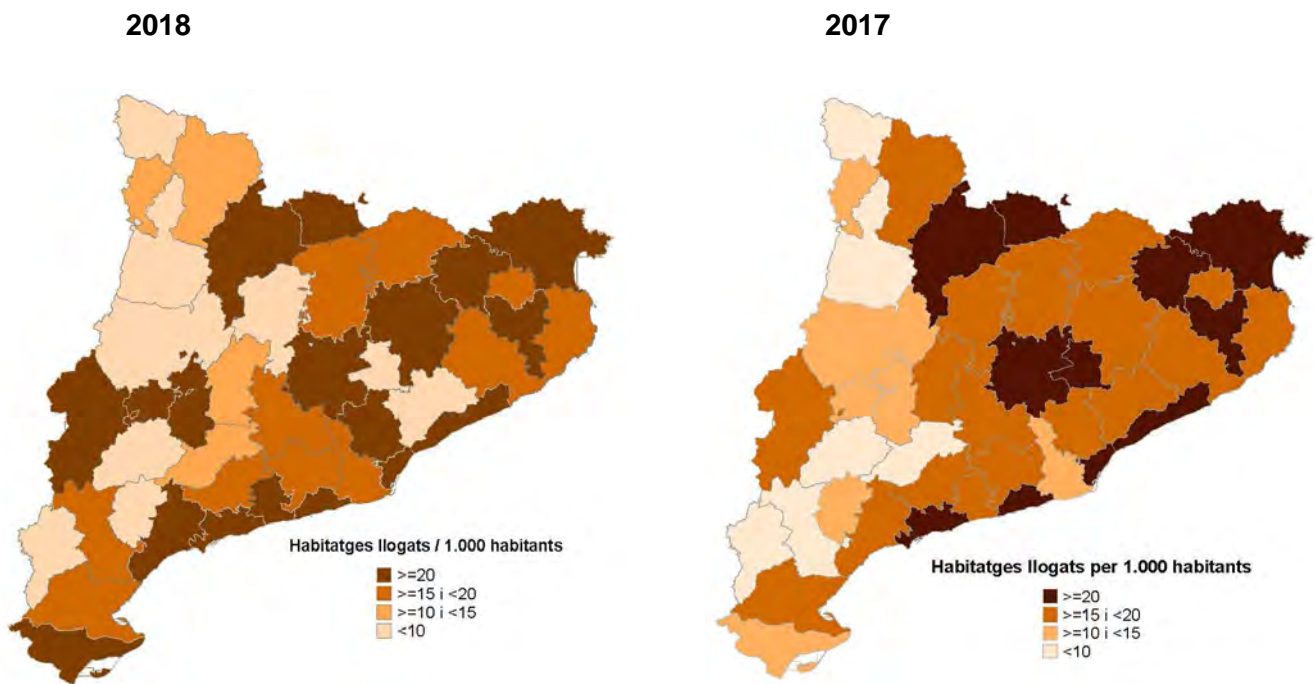 2018
2017
Habitatges llogats / 1.000 habitants
>=20
>=15 i <20
>=10 i <15
<10
Habitatges llogats per 1.000 habitants
>=20
>=15 i <20
>=10 i <15
<10